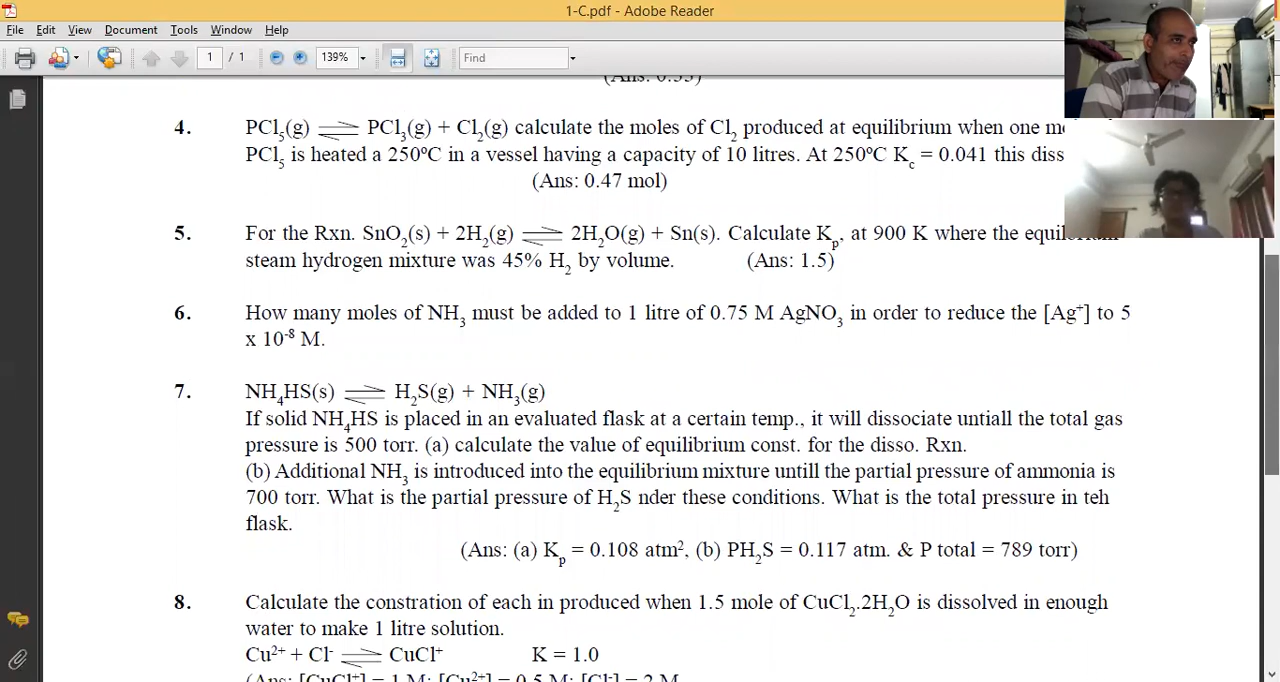 1-C.pdf - Adobe Reader
File Edit View Document Tools Window Help
1 / 1 139% Find
(Ans: 0.33)
4. PCl₅(g) ⇌ PCl₃(g) + Cl₂(g) calculate the moles of Cl₂ produced at equilibrium when one
PCl₅ is heated a 250ºC in a vessel having a capacity of 10 litres. At 250ºC K꜀ = 0.041 this diss
(Ans: 0.47 mol)
5. For the Rxn. SnO₂(s) + 2H₂(g) ⇌ 2H₂O(g) + Sn(s). Calculate Kₚ, at 900 K where the
steam hydrogen mixture was 45% H₂ by volume. (Ans: 1.5)
6. How many moles of NH₃ must be added to 1 litre of 0.75 M AgNO₃ in order to reduce the [Ag⁺] to 5
x 10⁻⁸ M.
7. NH₄HS(s) ⇌ H₂S(g) + NH₃(g)
If solid NH₄HS is placed in an evaluated flask at a certain temp., it will dissociate untiall the total gas
pressure is 500 torr. (a) calculate the value of equilibrium const. for the disso. Rxn.
(b) Additional NH₃ is introduced into the equilibrium mixture untill the partial pressure of ammonia is
700 torr. What is the partial pressure of H₂S nder these conditions. What is the total pressure in teh
flask.
(Ans: (a) Kₚ = 0.108 atm², (b) PH₂S = 0.117 atm. & P total = 789 torr)
8. Calculate the constration of each in produced when 1.5 mole of CuCl₂.2H₂O is dissolved in enough
water to make 1 litre solution.
Cu²⁺ + Cl⁻ ⇌ CuCl⁺ K = 1.0
(Ans: [CuCl⁺] = 1 M; [Cu²⁺] = 0.5 M; [Cl⁻] = 2 M